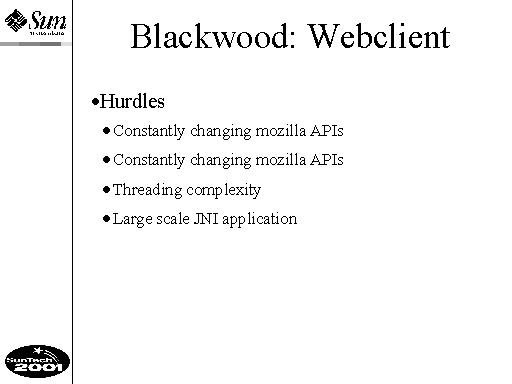 Sun
Blackwood: Webclient
•Hurdles
•Constantly changing mozilla APIs
•Constantly changing mozilla APIs
•Threading complexity
•Large scale JNI application
SunTech
2001